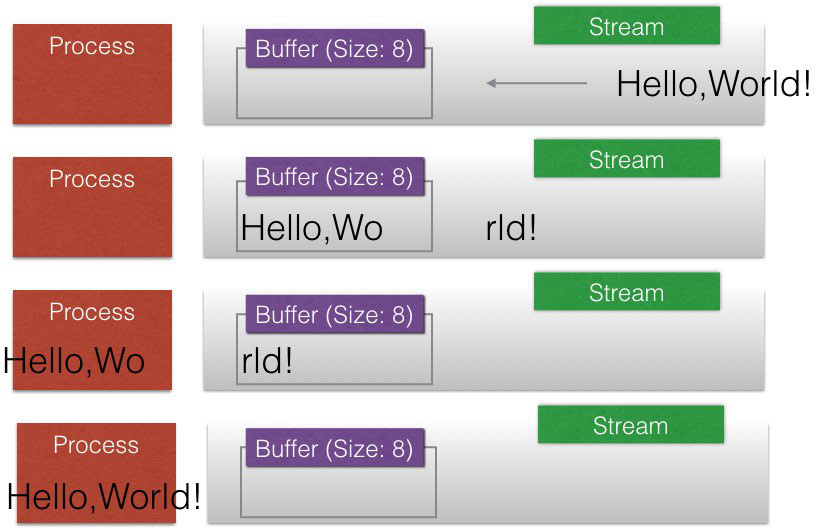 Process
Buffer (Size: 8)
Stream
Hello,World!
Process
Buffer (Size: 8)
Stream
Hello,Wo
rld!
Process
Buffer (Size: 8)
Stream
Hello,Wo
rld!
Process
Buffer (Size: 8)
Stream
Hello,World!